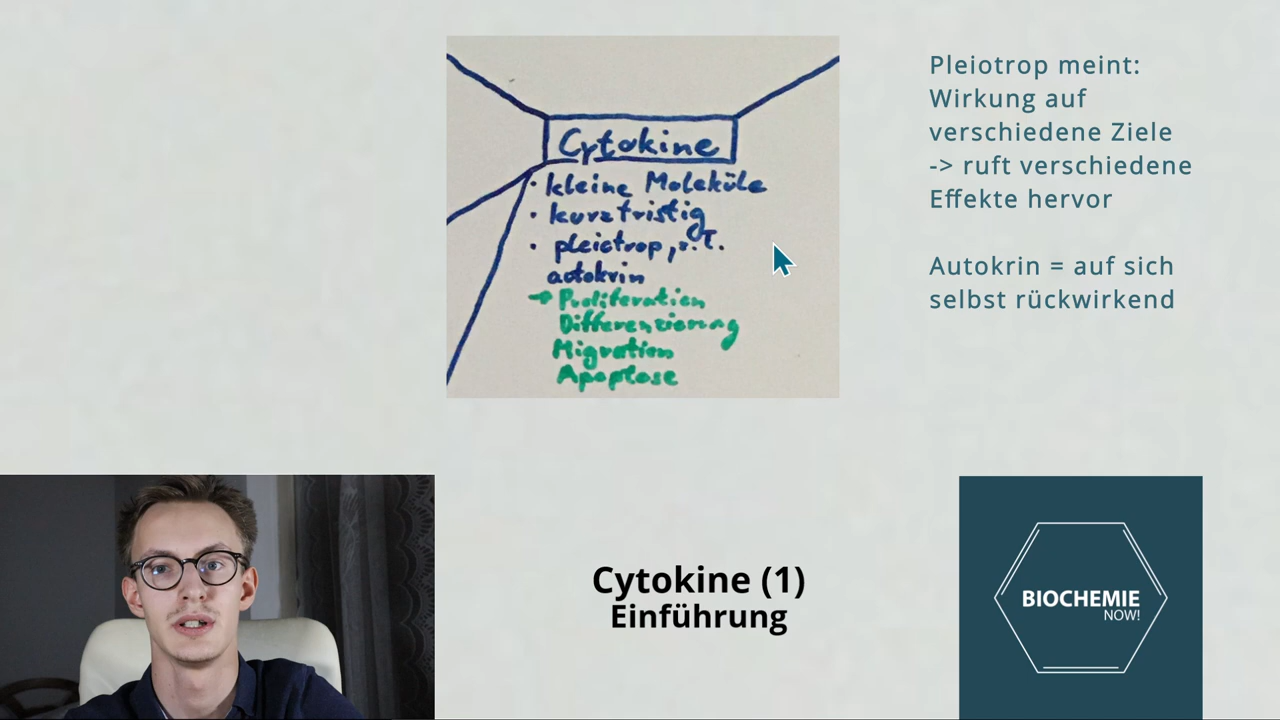 Cytokine
• kleine Moleküle
• kurzfristig
• pleiotrop, z.T.
autokrin
→ Proliferation
Differenzierung
Migration
Apoptose
Pleiotrop meint:
Wirkung auf
verschiedene Ziele
-> ruft verschiedene
Effekte hervor
Autokrin = auf sich
selbst rückwirkend
Cytokine (1)
Einführung
BIOCHEMIE
NOW!